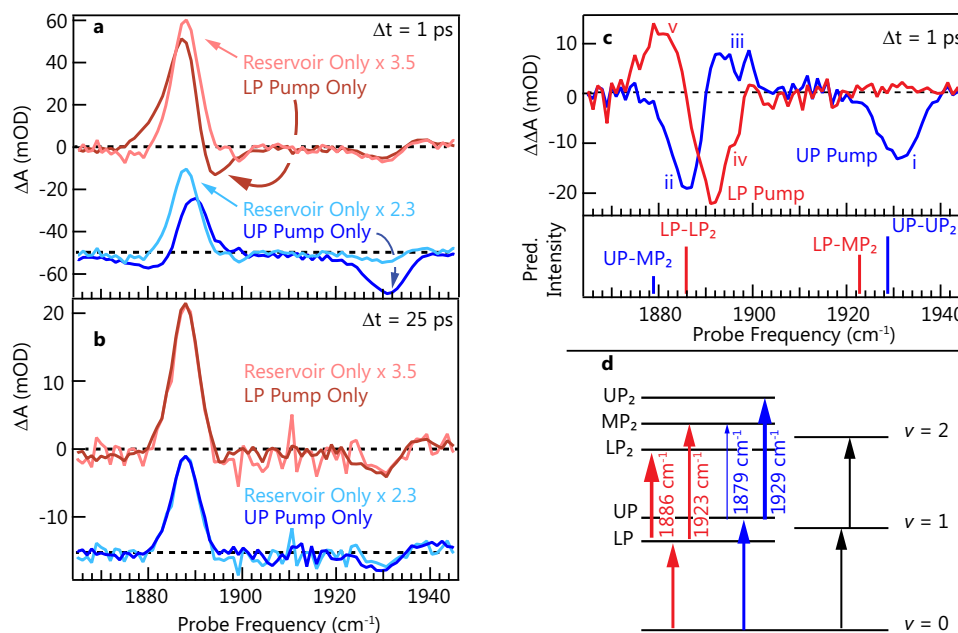 a
Δt = 1 ps
60
40
20
0
-20
-40
-60
ΔA (mOD)
Reservoir Only x 3.5
LP Pump Only
Reservoir Only x 2.3
UP Pump Only
b
Δt = 25 ps
20
10
0
-10
ΔA (mOD)
Reservoir Only x 3.5
LP Pump Only
Reservoir Only x 2.3
UP Pump Only
1880 1900 1920 1940
Probe Frequency (cm⁻¹)
c
Δt = 1 ps
10
0
-10
-20
ΔΔA (mOD)
v
iii
UP Pump
i
ii
iv
LP Pump
Pred.
Intensity
LP-LP₂
UP-MP₂
LP-MP₂
UP-UP₂
1880 1900 1920 1940
Probe Frequency (cm⁻¹)
d
UP₂
MP₂
LP₂
UP
LP
1886 cm⁻¹
1923 cm⁻¹
1879 cm⁻¹
1929 cm⁻¹
v = 2
v = 1
v = 0